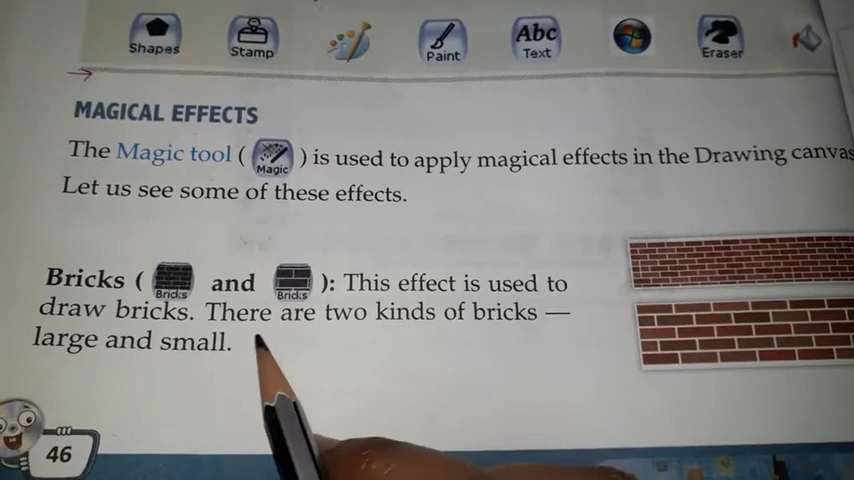 Shapes Stamp Paint Abc Text Eraser
MAGICAL EFFECTS
The Magic tool ( Magic ) is used to apply magical effects in the Drawing canvas
Let us see some of these effects.
Bricks ( Bricks and Bricks ): This effect is used to
draw bricks. There are two kinds of bricks —
large and small.
46